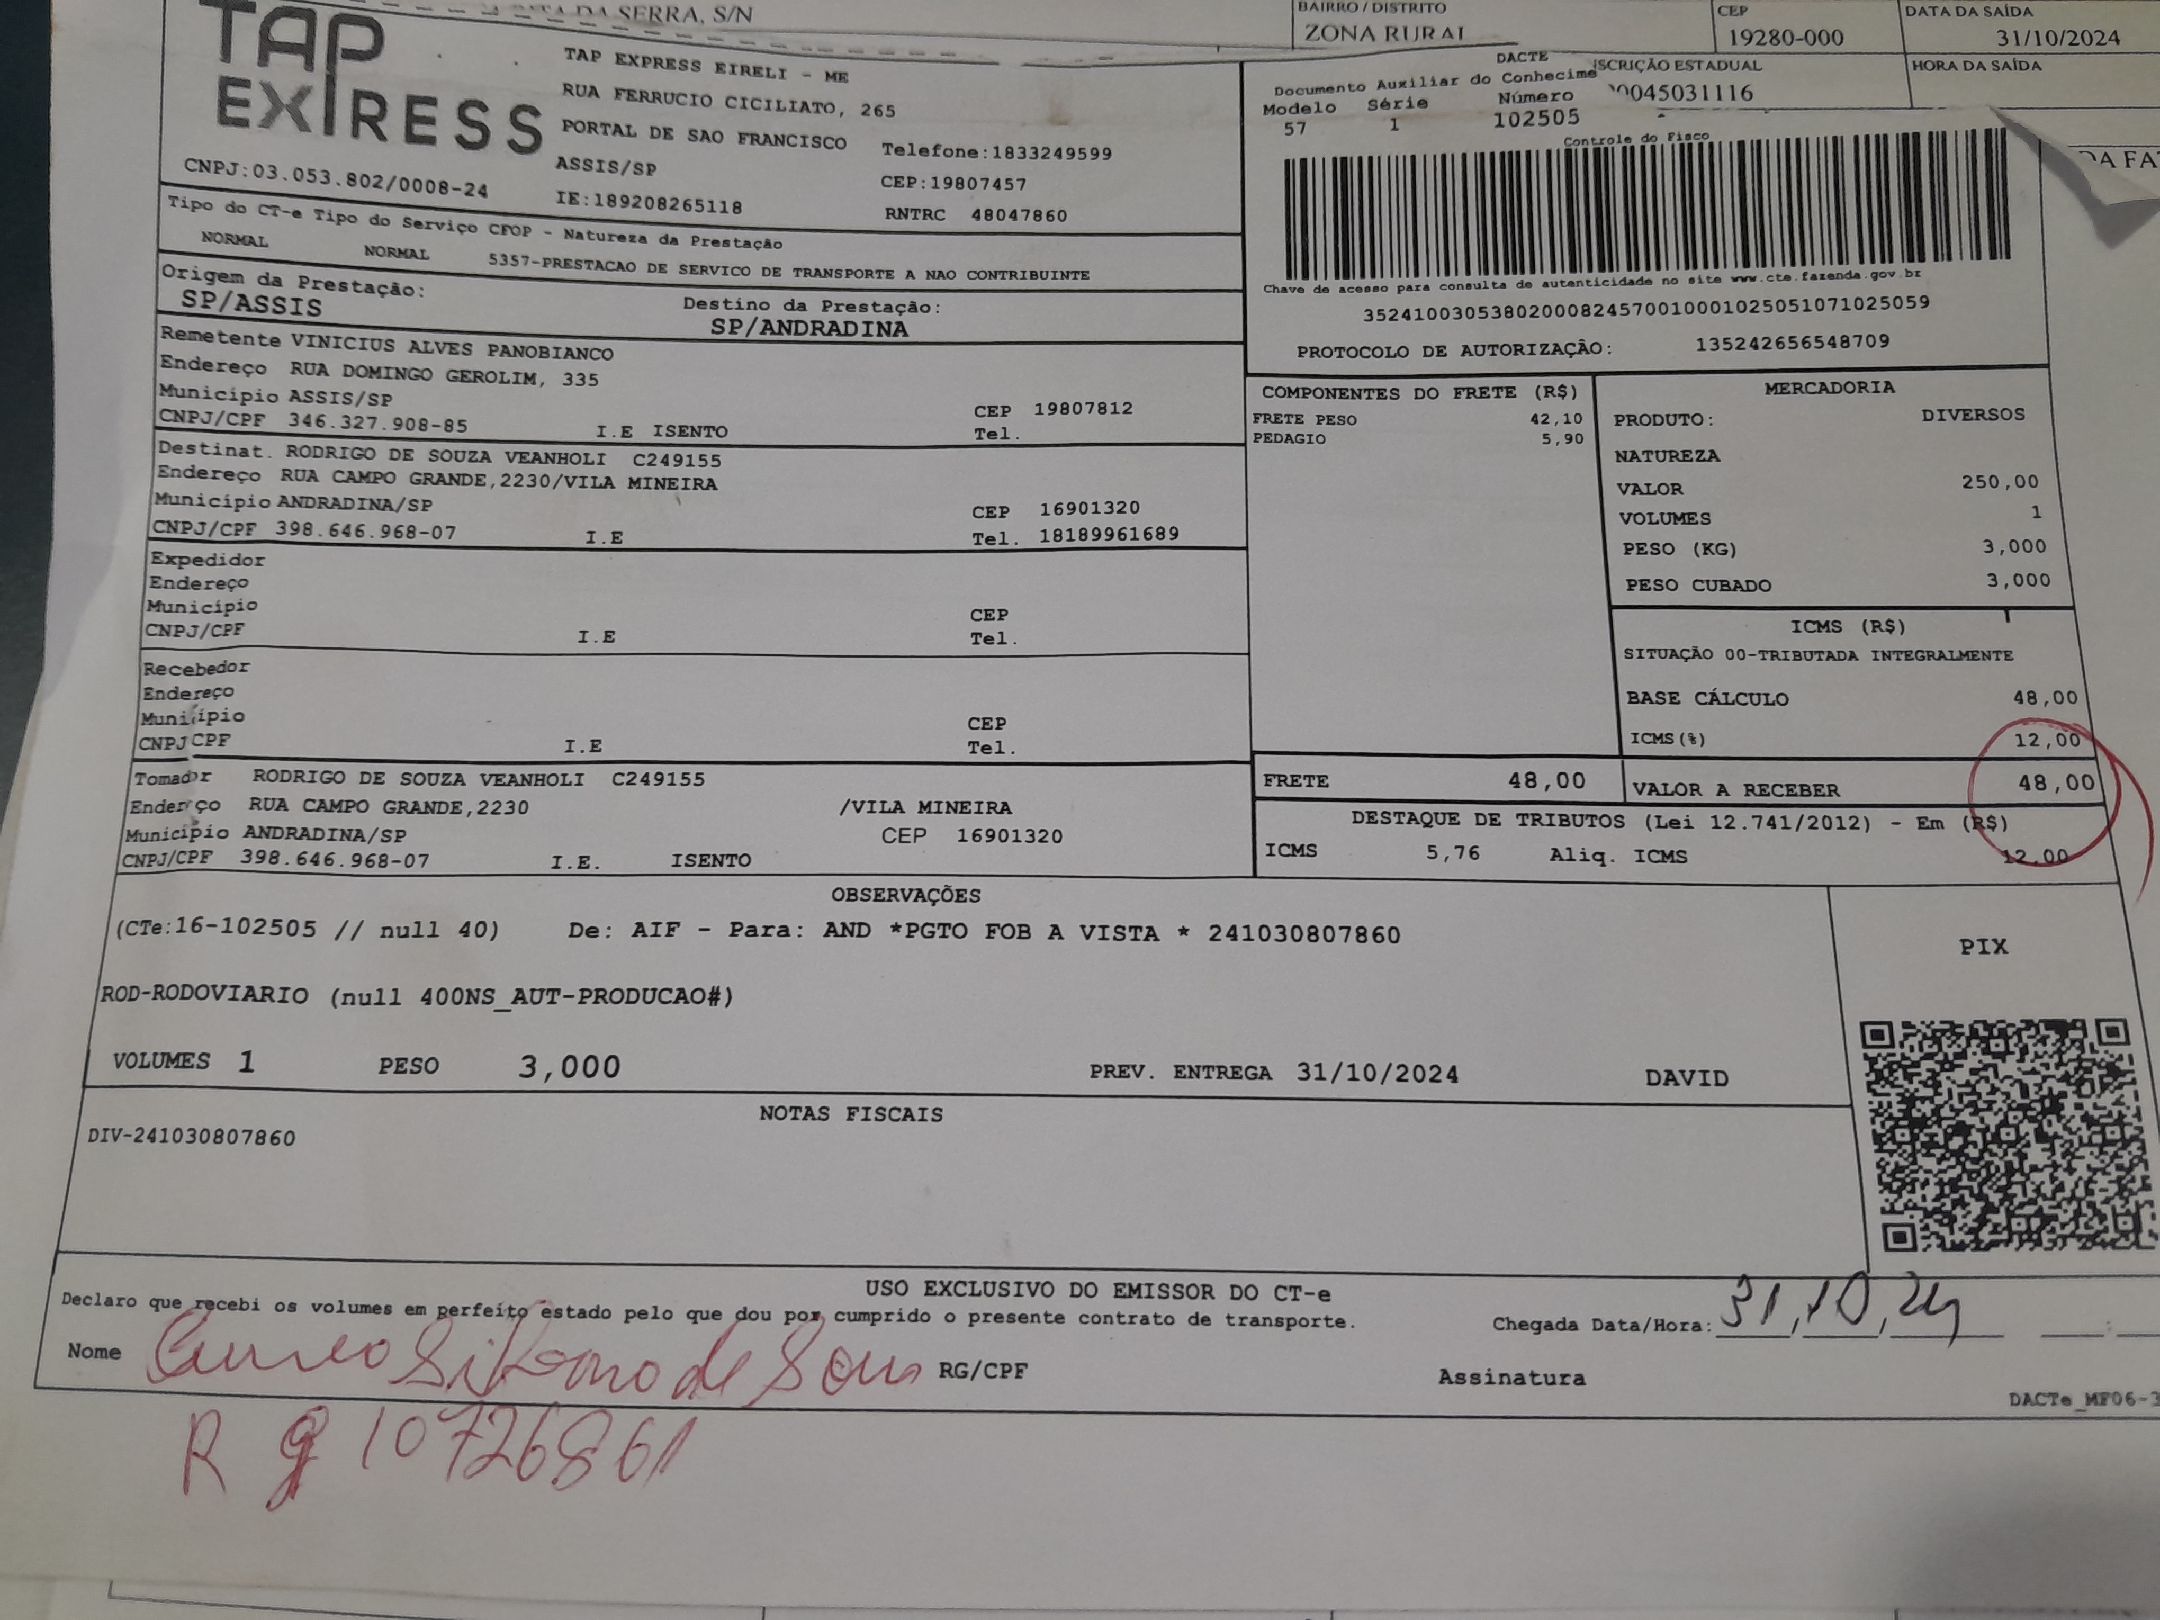 DA SERRA, S/N
BAIRRO / DISTRITO
ZONA RURAL
CEP
19280-000
DATA DA SAÍDA
31/10/2024
SCRIÇÃO ESTADUAL
0045031116
HORA DA SAÍDA
DA FA
TAP
EXPRESS
CNPJ:03.053.802/0008-24
TAP EXPRESS EIRELI - ME
RUA FERRUCIO CICILIATO, 265
PORTAL DE SAO FRANCISCO
ASSIS/SP
IE:189208265118
Telefone:1833249599
CEP:19807457
RNTRC 48047860
DACTE
Documento Auxiliar do Conhecime
Modelo Série Número
57 1 102505
Controle do Fisco
Chave de acesso para consulta de autenticidade no site www.cte.fazenda.gov.br
35241003053802000824570010001025051071025059
PROTOCOLO DE AUTORIZAÇÃO: 135242656548709
Tipo do CT-e Tipo do Serviço CFOP - Natureza da Prestação
NORMAL NORMAL 5357-PRESTACAO DE SERVICO DE TRANSPORTE A NAO CONTRIBUINTE
Origem da Prestação: Destino da Prestação:
SP/ASSIS SP/ANDRADINA
Remetente VINICIUS ALVES PANOBIANCO
Endereço RUA DOMINGO GEROLIM, 335
Município ASSIS/SP CEP 19807812
CNPJ/CPF 346.327.908-85 I.E ISENTO Tel.
Destinat. RODRIGO DE SOUZA VEANHOLI C249155
Endereço RUA CAMPO GRANDE,2230/VILA MINEIRA
Município ANDRADINA/SP CEP 16901320
CNPJ/CPF 398.646.968-07 I.E Tel. 18189961689
Expedidor
Endereço
Município CEP
CNPJ/CPF I.E Tel.
Recebedor
Endereço
Município CEP
CNPJ CPF I.E Tel.
Tomador RODRIGO DE SOUZA VEANHOLI C249155
Endereço RUA CAMPO GRANDE,2230 /VILA MINEIRA
Município ANDRADINA/SP CEP 16901320
CNPJ/CPF 398.646.968-07 I.E. ISENTO
COMPONENTES DO FRETE (R$)
FRETE PESO 42,10
PEDAGIO 5,90
MERCADORIA
PRODUTO: DIVERSOS
NATUREZA
VALOR 250,00
VOLUMES 1
PESO (KG) 3,000
PESO CUBADO 3,000
ICMS (R$)
SITUAÇÃO 00-TRIBUTADA INTEGRALMENTE
BASE CÁLCULO 48,00
ICMS(%) 12,00
FRETE 48,00 VALOR A RECEBER 48,00
DESTAQUE DE TRIBUTOS (Lei 12.741/2012) - Em (R$)
ICMS 5,76 Aliq. ICMS 12,00
OBSERVAÇÕES
(CTe:16-102505 // null 40) De: AIF - Para: AND *PGTO FOB A VISTA * 241030807860
ROD-RODOVIARIO (null 400NS_AUT-PRODUCAO#)
PIX
VOLUMES 1 PESO 3,000 PREV. ENTREGA 31/10/2024 DAVID
NOTAS FISCAIS
DIV-241030807860
USO EXCLUSIVO DO EMISSOR DO CT-e
Declaro que recebi os volumes em perfeito estado pelo que dou por cumprido o presente contrato de transporte.
Chegada Data/Hora: 31,10,24
Nome de RG/CPF Assinatura
DACTe_MF06-3
Rg 10726861